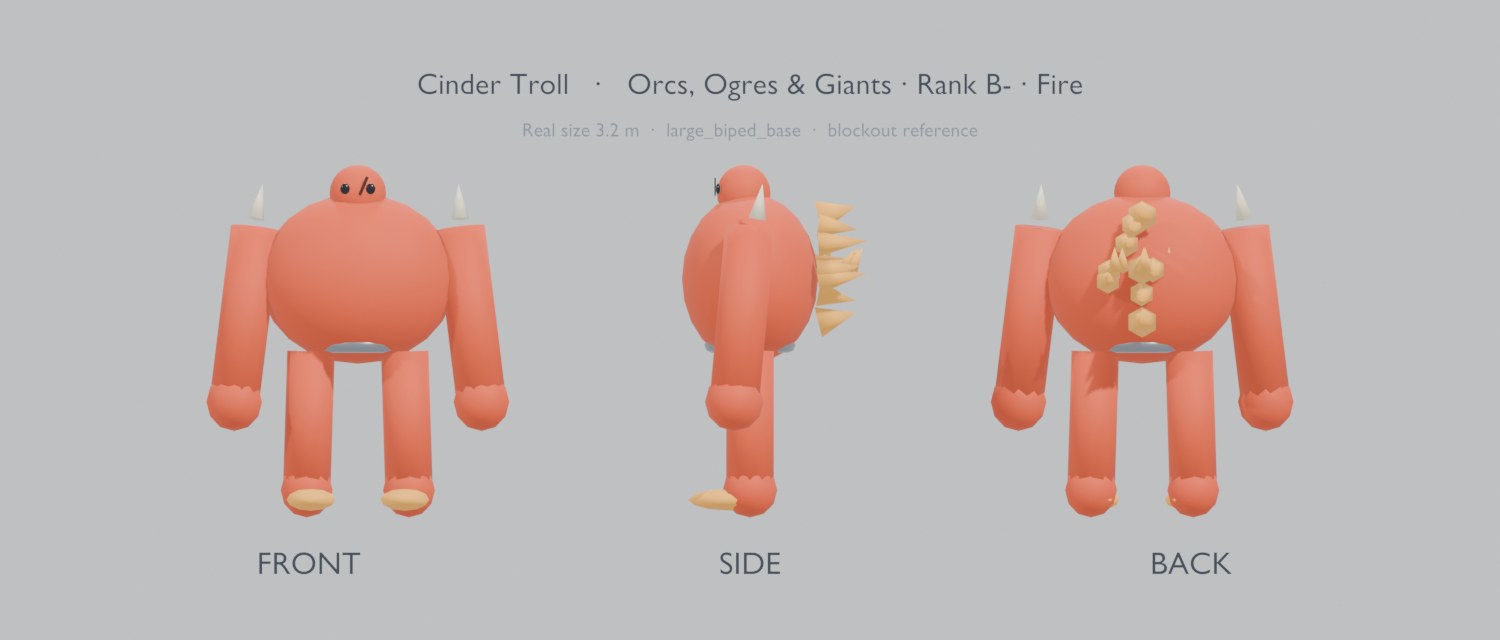 Cinder Troll · Orcs, Ogres & Giants · Rank B- · Fire
Real size 3.2 m · large_biped_base · blockout reference
FRONT SIDE BACK